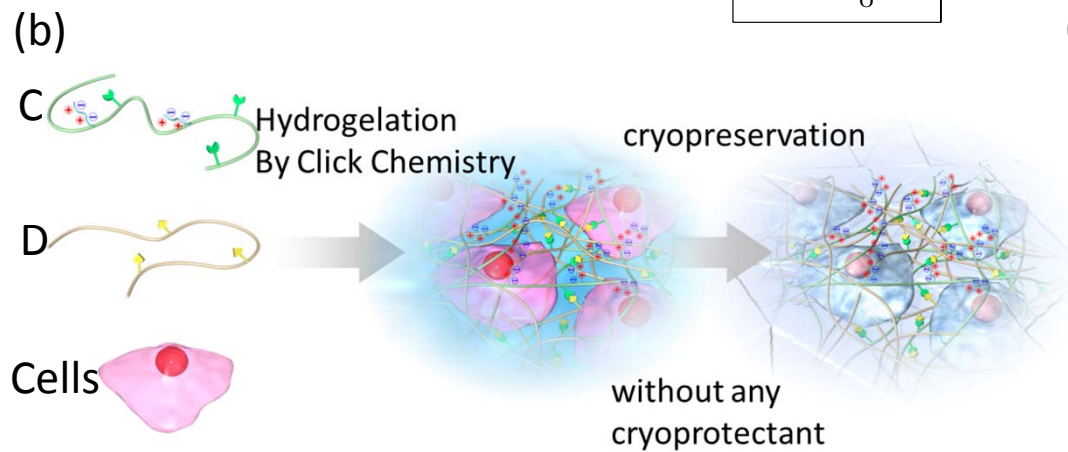 (b)
C
Hydrogelation
By Click Chemistry
cryopreservation
D
Cells
without any
cryoprotectant